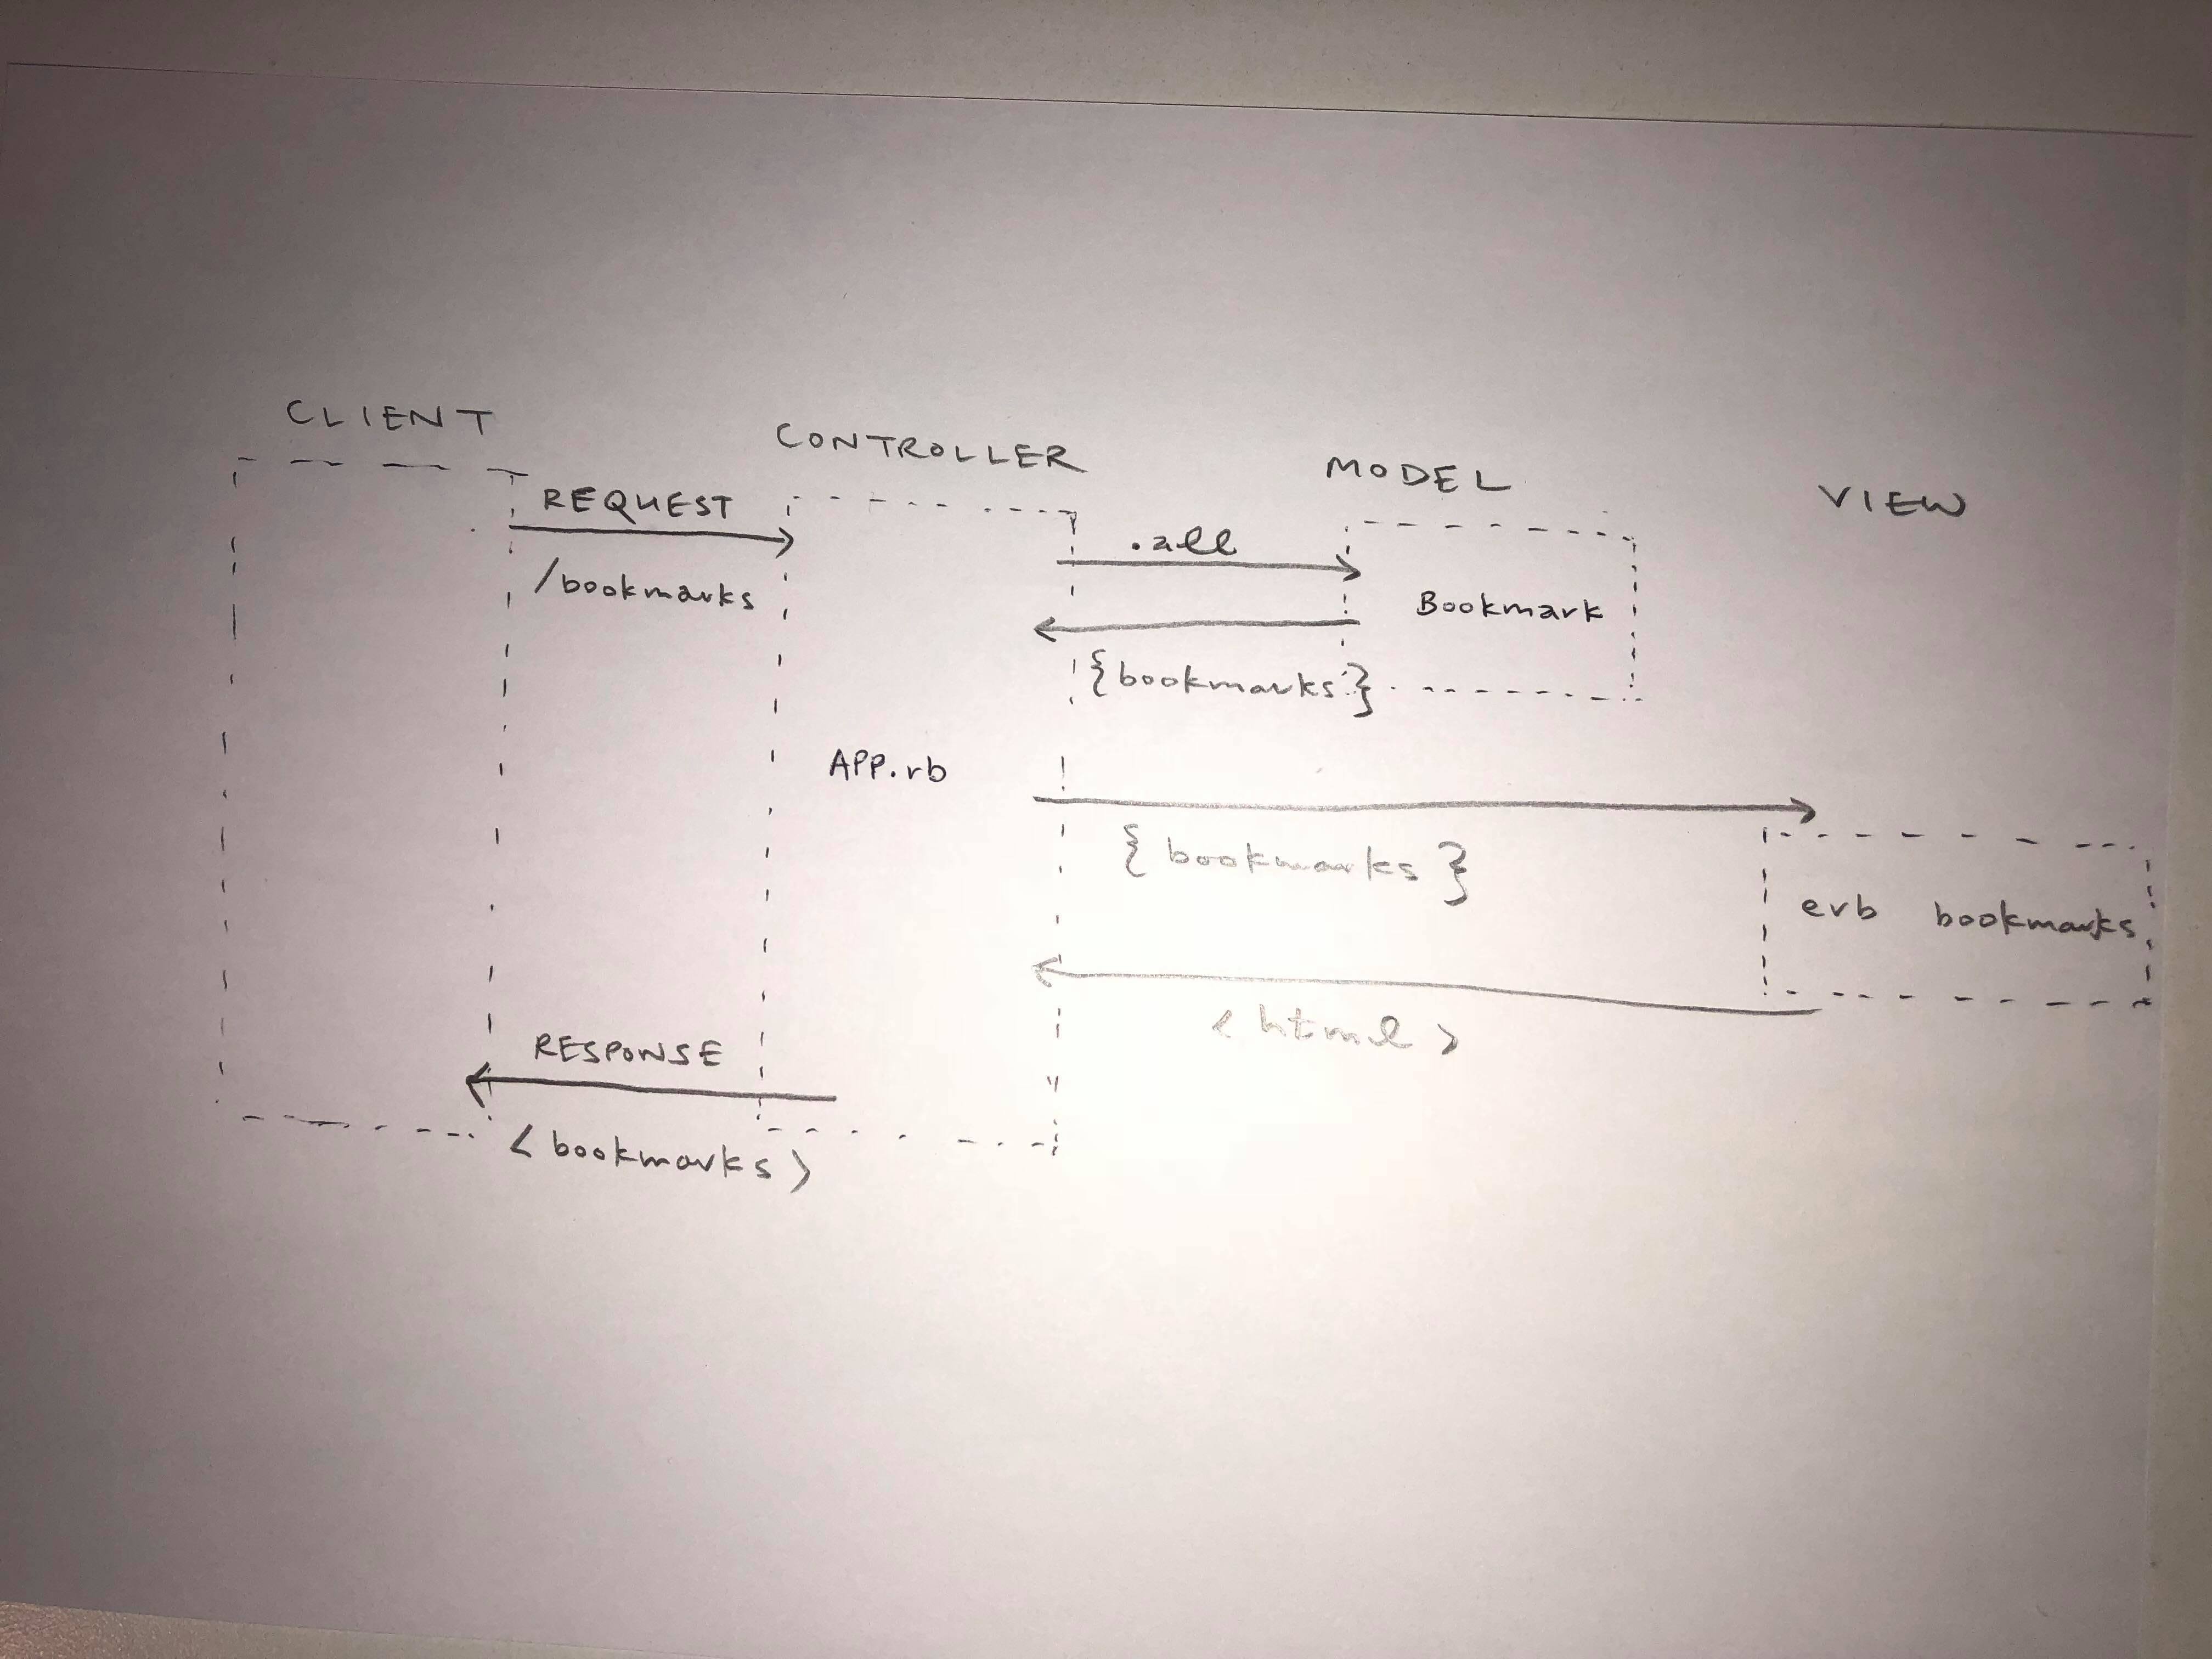 CLIENT
CONTROLLER
MODEL
VIEW
REQUEST
/bookmarks
.all
Bookmark
{bookmarks}
APP.rb
{ bookmarks }
erb bookmarks
< html >
RESPONSE
< bookmarks >